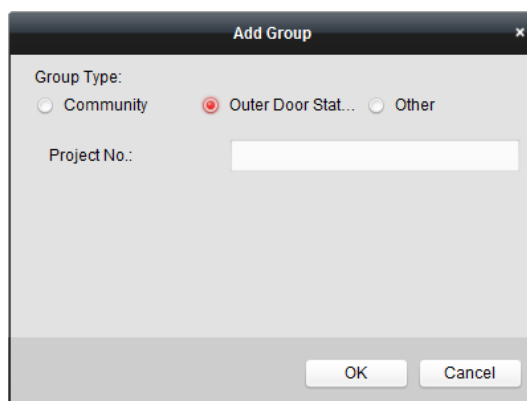 Add Group
Group Type:
Community Outer Door Stat... Other
Project No.:
OK Cancel